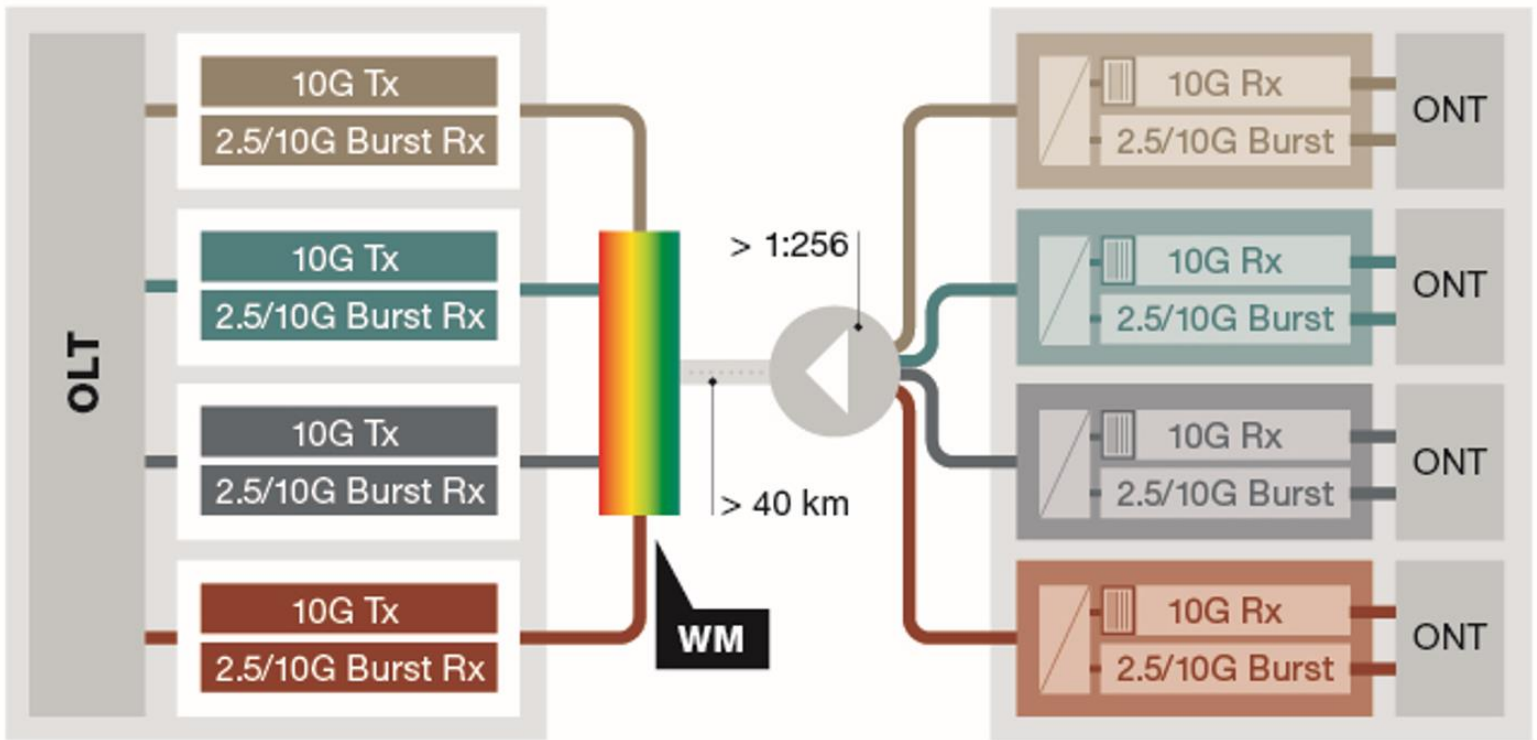 OLT
10G Tx
2.5/10G Burst Rx
10G Tx
2.5/10G Burst Rx
10G Tx
2.5/10G Burst Rx
10G Tx
2.5/10G Burst Rx
> 1:256
> 40 km
WM
10G Rx
2.5/10G Burst
ONT
10G Rx
2.5/10G Burst
ONT
10G Rx
2.5/10G Burst
ONT
10G Rx
2.5/10G Burst
ONT